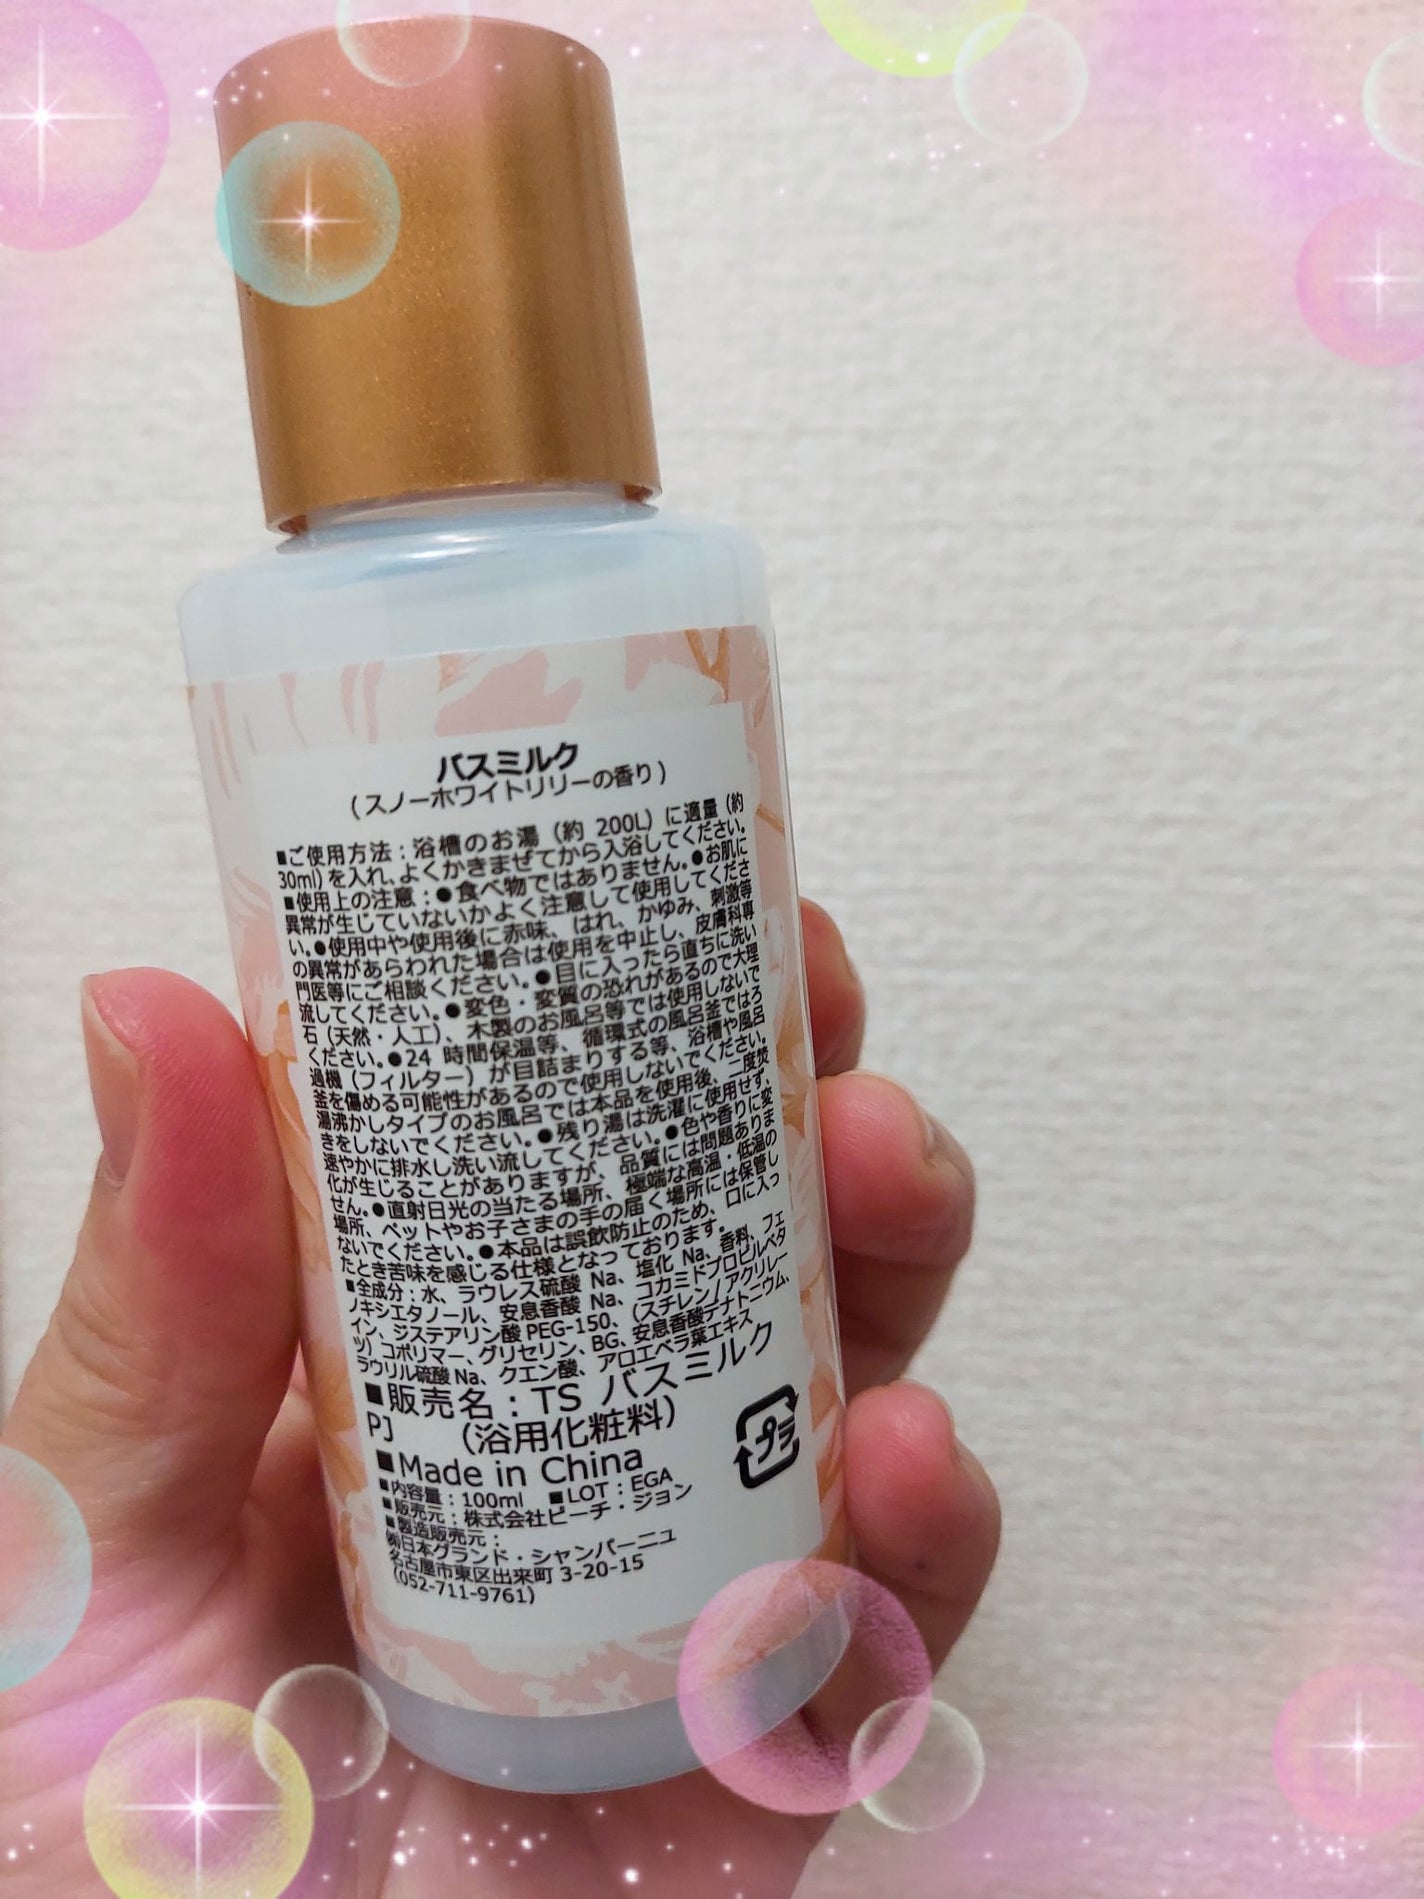 バスミルク
(スノーホワイトリリーの香り)
■ご使用方法：浴槽のお湯（約 200L）に適量（約
30ml）を入れ、よくかきまぜてから入浴してください。
■使用上の注意：●食べ物ではありません。●お肌に
異常が生じていないかよく注意して使用してくださ
い。●使用中や使用後に赤味、はれ、かゆみ、刺激等
の異常があらわれた場合は使用を中止し、皮膚科専
門医等にご相談ください。●目に入ったら直ちに洗い
流してください。●変色・変質の恐れがあるので大理
石（天然・人工）、木製のお風呂等では使用しないで
ください。●24 時間保温等、循環式の風呂釜ではろ
過機（フィルター）が目詰まりする等、浴槽や風呂
釜を傷める可能性があるので使用しないでください。
湯沸かしタイプのお風呂では本品を使用後、二度焚
きをしないでください。●残り湯は洗濯に使用せず、
速やかに排水し洗い流してください。●色や香りに変
化が生じることがありますが、品質には問題ありま
せん。●直射日光の当たる場所、極端な高温・低温の
場所、ペットやお子さまの手の届く場所には保管し
ないでください。●本品は誤飲防止のため、口に入っ
たとき苦味を感じる仕様となっております。
■全成分：水、ラウレス硫酸 Na、塩化 Na、香料、フェ
ノキシエタノール、安息香酸 Na、コカミドプロピルベタ
イン、ジステアリン酸 PEG-150、（スチレン/アクリレー
ツ）コポリマー、グリセリン、BG、安息香酸デナトニウム、
ラウリル硫酸 Na、クエン酸、アロエベラ葉エキス
■販売名：TS バスミルク
PJ （浴用化粧料）
■Made in China
■内容量：100ml ■LOT：EGA
■販売元：株式会社ピーチ・ジョン
■製造販売元：
㈱日本グランド・シャンパーニュ
名古屋市東区出来町 3-20-15
(052-711-9761)
プラ